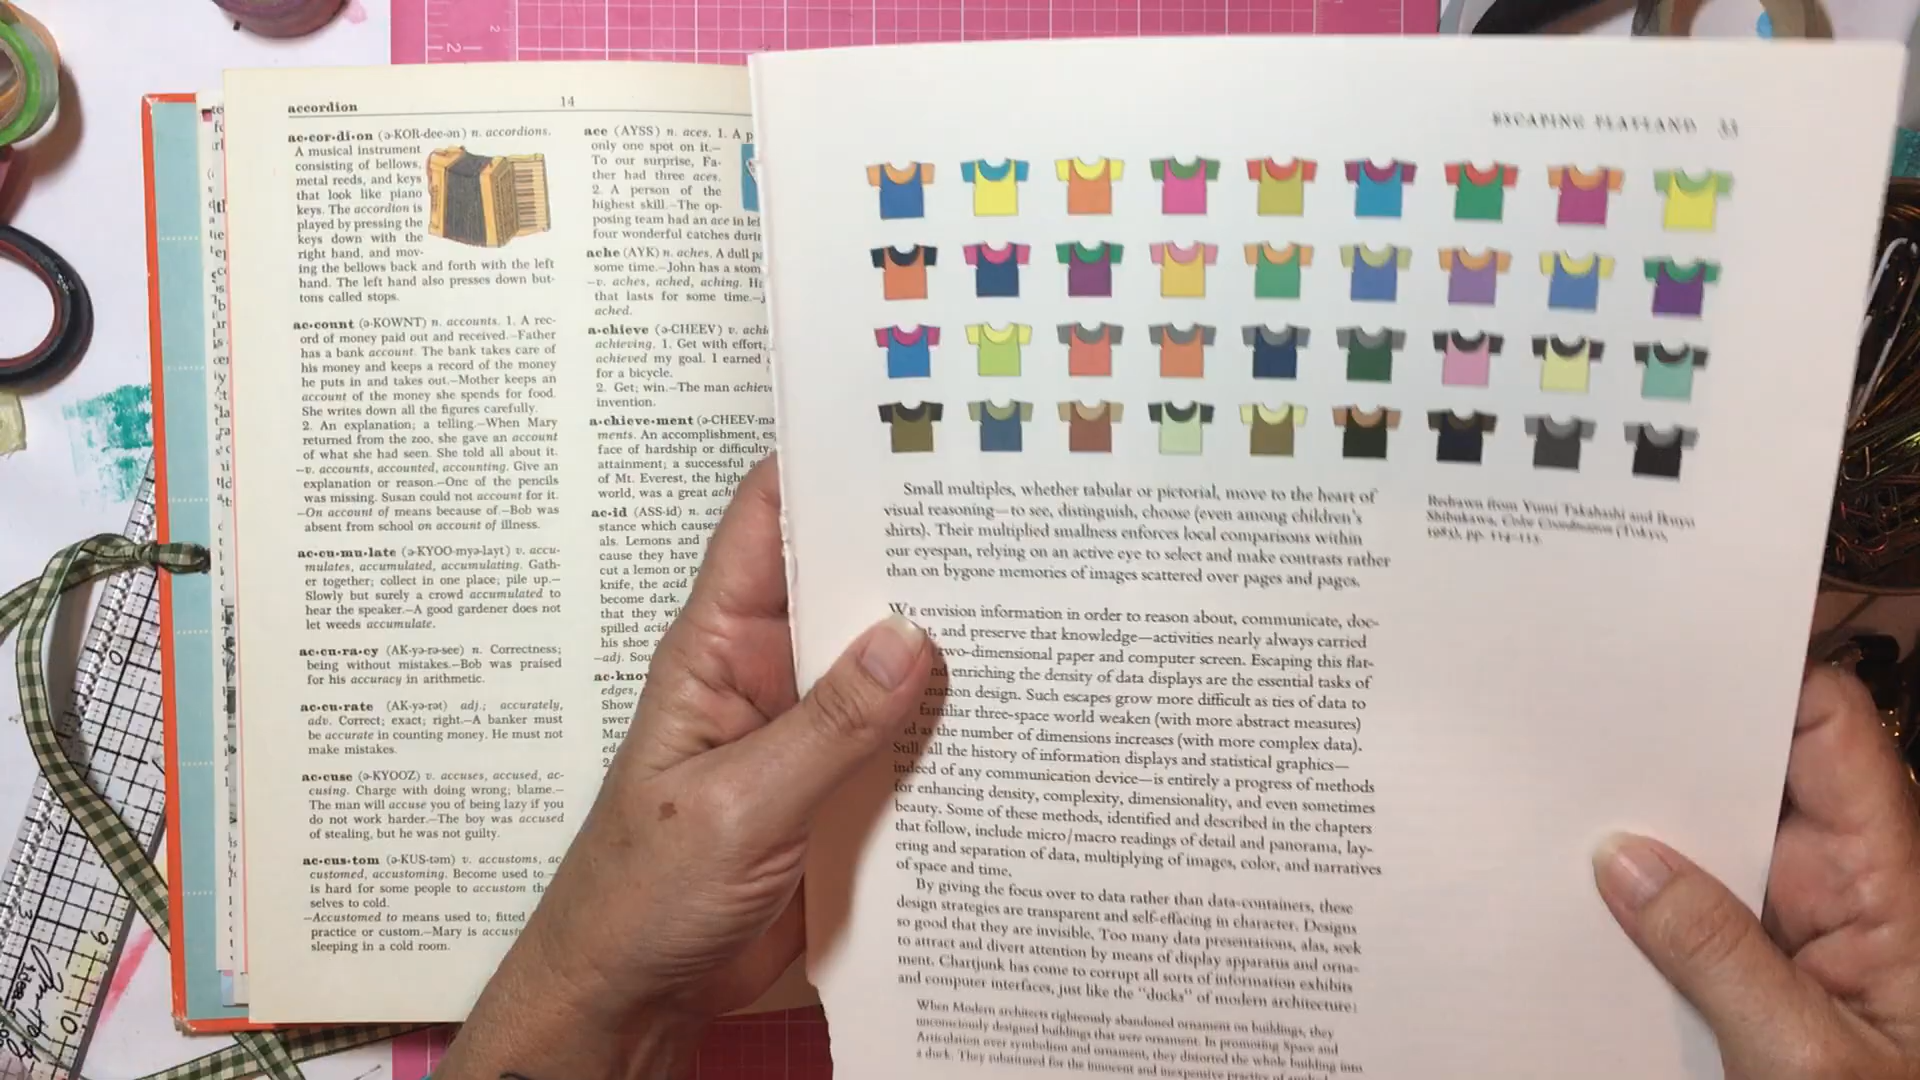 accordion
14
ac·cor·di·on (ə-KOR-dee-ən) n. accordions.
A musical instrument
consisting of bellows,
metal reeds, and keys
that look like piano
keys. The accordion is
played by pressing the
keys down with the
right hand, and mov-
ing the bellows back and forth with the left
hand. The left hand also presses down but-
tons called stops.
ac·count (ə-KOWNT) n. accounts. 1. A rec-
ord of money paid out and received.–Father
has a bank account. The bank takes care of
his money and keeps a record of the money
he puts in and takes out.–Mother keeps an
account of the money she spends for food.
She writes down all the figures carefully.
2. An explanation; a telling.–When Mary
returned from the zoo, she gave an account
of what she had seen. She told all about it.
–v. accounts, accounted, accounting. Give an
explanation or reason.–One of the pencils
was missing. Susan could not account for it.
–On account of means because of.–Bob was
absent from school on account of illness.
ac·cu·mu·late (ə-KYOO-myə-layt) v. accu-
mulates, accumulated, accumulating. Gath-
er together; collect in one place; pile up.–
Slowly but surely a crowd accumulated to
hear the speaker.–A good gardener does not
let weeds accumulate.
ac·cu·ra·cy (AK-yə-rə-see) n. Correctness;
being without mistakes.–Bob was praised
for his accuracy in arithmetic.
ac·cu·rate (AK-yə-rət) adj.; accurately,
adv. Correct; exact; right.–A banker must
be accurate in counting money. He must not
make mistakes.
ac·cuse (ə-KYOOZ) v. accuses, accused, ac-
cusing. Charge with doing wrong; blame.–
The man will accuse you of being lazy if you
do not work harder.–The boy was accused
of stealing, but he was not guilty.
ac·cus·tom (ə-KUS-təm) v. accustoms, ac
customed, accustoming. Become used to.–
is hard for some people to accustom
selves to cold.
–Accustomed to means used to; fitted
practice or custom.–Mary is
sleeping in a cold room.
ace (AYSS) n. aces. 1. A
only one spot on it.–
To our surprise, Fa-
ther had three aces.
2. A person of the
highest skill.–The op-
posing team had an ace in
four wonderful catches
ache (AYK) n. aches. A dull
some time.–John has a
–v. aches, ached, aching.
that lasts for some time.–
ached.
a·chieve (ə-CHEEV) v.
achieving. 1. Get with effort,
achieved my goal. I earned
for a bicycle.
2. Get; win.–The man
invention.
a·chieve·ment (ə-CHEEV-
ments. An accomplishment,
face of hardship or difficulty
attainment; a successful
of Mt. Everest, the
world, was a great
ac·id (ASS-id) n.
stance which
als. Lemons and
cause they have
cut a lemon or
knife, the acid
become dark.
that they
spilled
his shoe
–adj.
edges,
Show
swer
ESCAPING FLATLAND 33
Small multiples, whether tabular or pictorial, move to the heart of
visual reasoning—to see, distinguish, choose (even among children's
shirts). Their multiplied smallness enforces local comparisons within
our eyespan, relying on an active eye to select and make contrasts rather
than on bygone memories of images scattered over pages and pages.
Redrawn from Yumi Takahashi and Ikuyo
Shibukawa, Color Coordination (Tokyo,
1985), pp.
WE envision information in order to reason about, communicate, doc-
and preserve that knowledge—activities nearly always carried
two-dimensional paper and computer screen. Escaping this flat-
enriching the density of data displays are the essential tasks of
design. Such escapes grow more difficult as ties of data to
familiar three-space world weaken (with more abstract measures)
as the number of dimensions increases (with more complex data).
Still, all the history of information displays and statistical graphics—
indeed of any communication device—is entirely a progress of methods
for enhancing density, complexity, dimensionality, and even sometimes
beauty. Some of these methods, identified and described in the chapters
that follow, include micro/macro readings of detail and panorama, lay-
ering and separation of data, multiplying of images, color, and narratives
of space and time.
By giving the focus over to data rather than data-containers, these
design strategies are transparent and self-effacing in character. Designs
so good that they are invisible. Too many data presentations, alas, seek
to attract and divert attention by means of display apparatus and orna-
ment. Chartjunk has come to corrupt all sorts of information exhibits
and computer interfaces, just like the "ducks" of modern architecture:
When Modern architects righteously abandoned ornament on buildings, they
unconsciously designed buildings that were ornament. In promoting Space and
Articulation over symbolism and ornament, they distorted the whole building into
a duck. They substituted for the innocent and inexpensive practice of